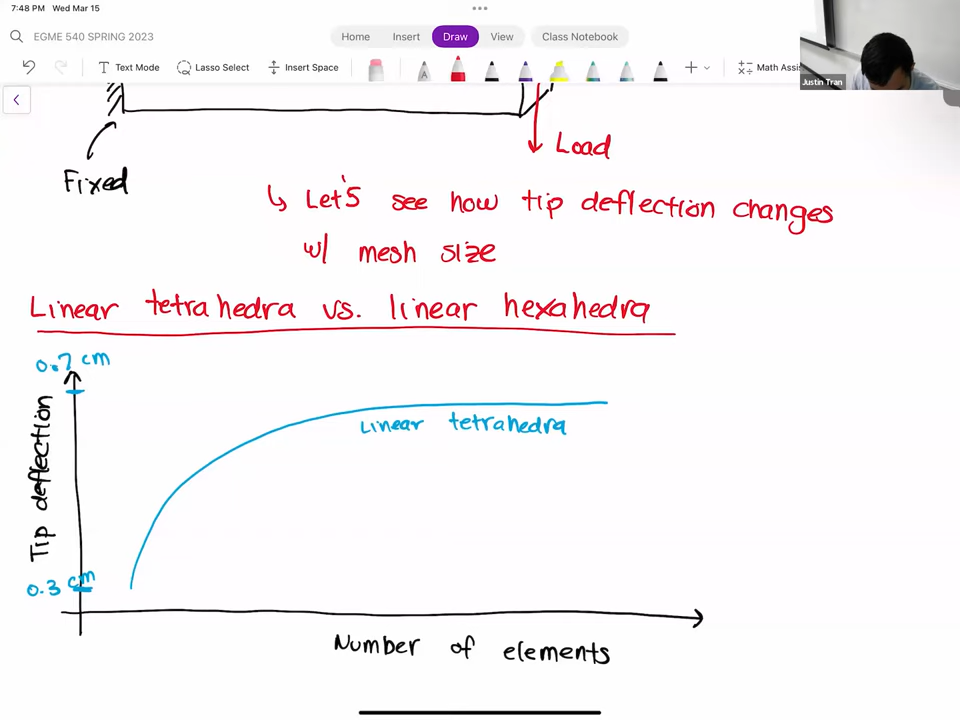 7:48 PM Wed Mar 15
EGME 540 SPRING 2023
Home Insert Draw View Class Notebook
Text Mode Lasso Select Insert Space Math Assis
Justin Tran
Load
Fixed
Let's see how tip deflection changes
w/ mesh size
Linear tetrahedra vs. linear hexahedra
0.7 cm
Linear tetrahedra
Tip deflection
0.3 cm
Number of elements